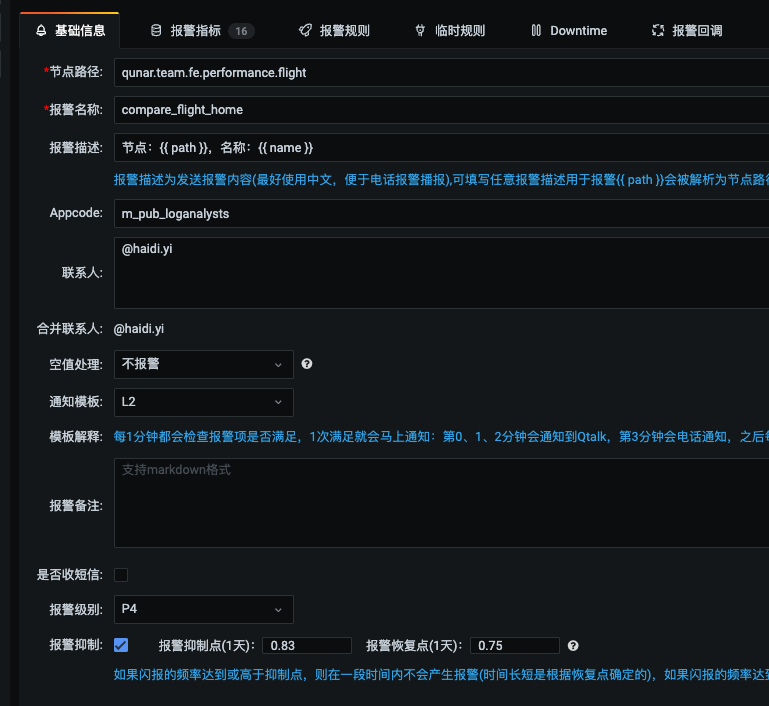 基础信息 报警指标 16 报警规则 临时规则 Downtime 报警回调
*节点路径: qunar.team.fe.performance.flight
*报警名称: compare_flight_home
报警描述: 节点：{{ path }}，名称：{{ name }}
报警描述为发送报警内容(最好使用中文，便于电话报警播报),可填写任意报警描述用于报警{{ path }}会被解析为节点路径
Appcode: m_pub_loganalysts
@haidi.yi
联系人:
合并联系人: @haidi.yi
空值处理: 不报警
通知模板: L2
模板解释: 每1分钟都会检查报警项是否满足，1次满足就会马上通知：第0、1、2分钟会通知到Qtalk，第3分钟会电话通知，之后每
支持markdown格式
报警备注:
是否收短信:
报警级别: P4
报警抑制: 报警抑制点(1天)： 0.83 报警恢复点(1天)： 0.75
如果闪报的频率达到或高于抑制点，则在一段时间内不会产生报警(时间长短是根据恢复点确定的)，如果闪报的频率达到